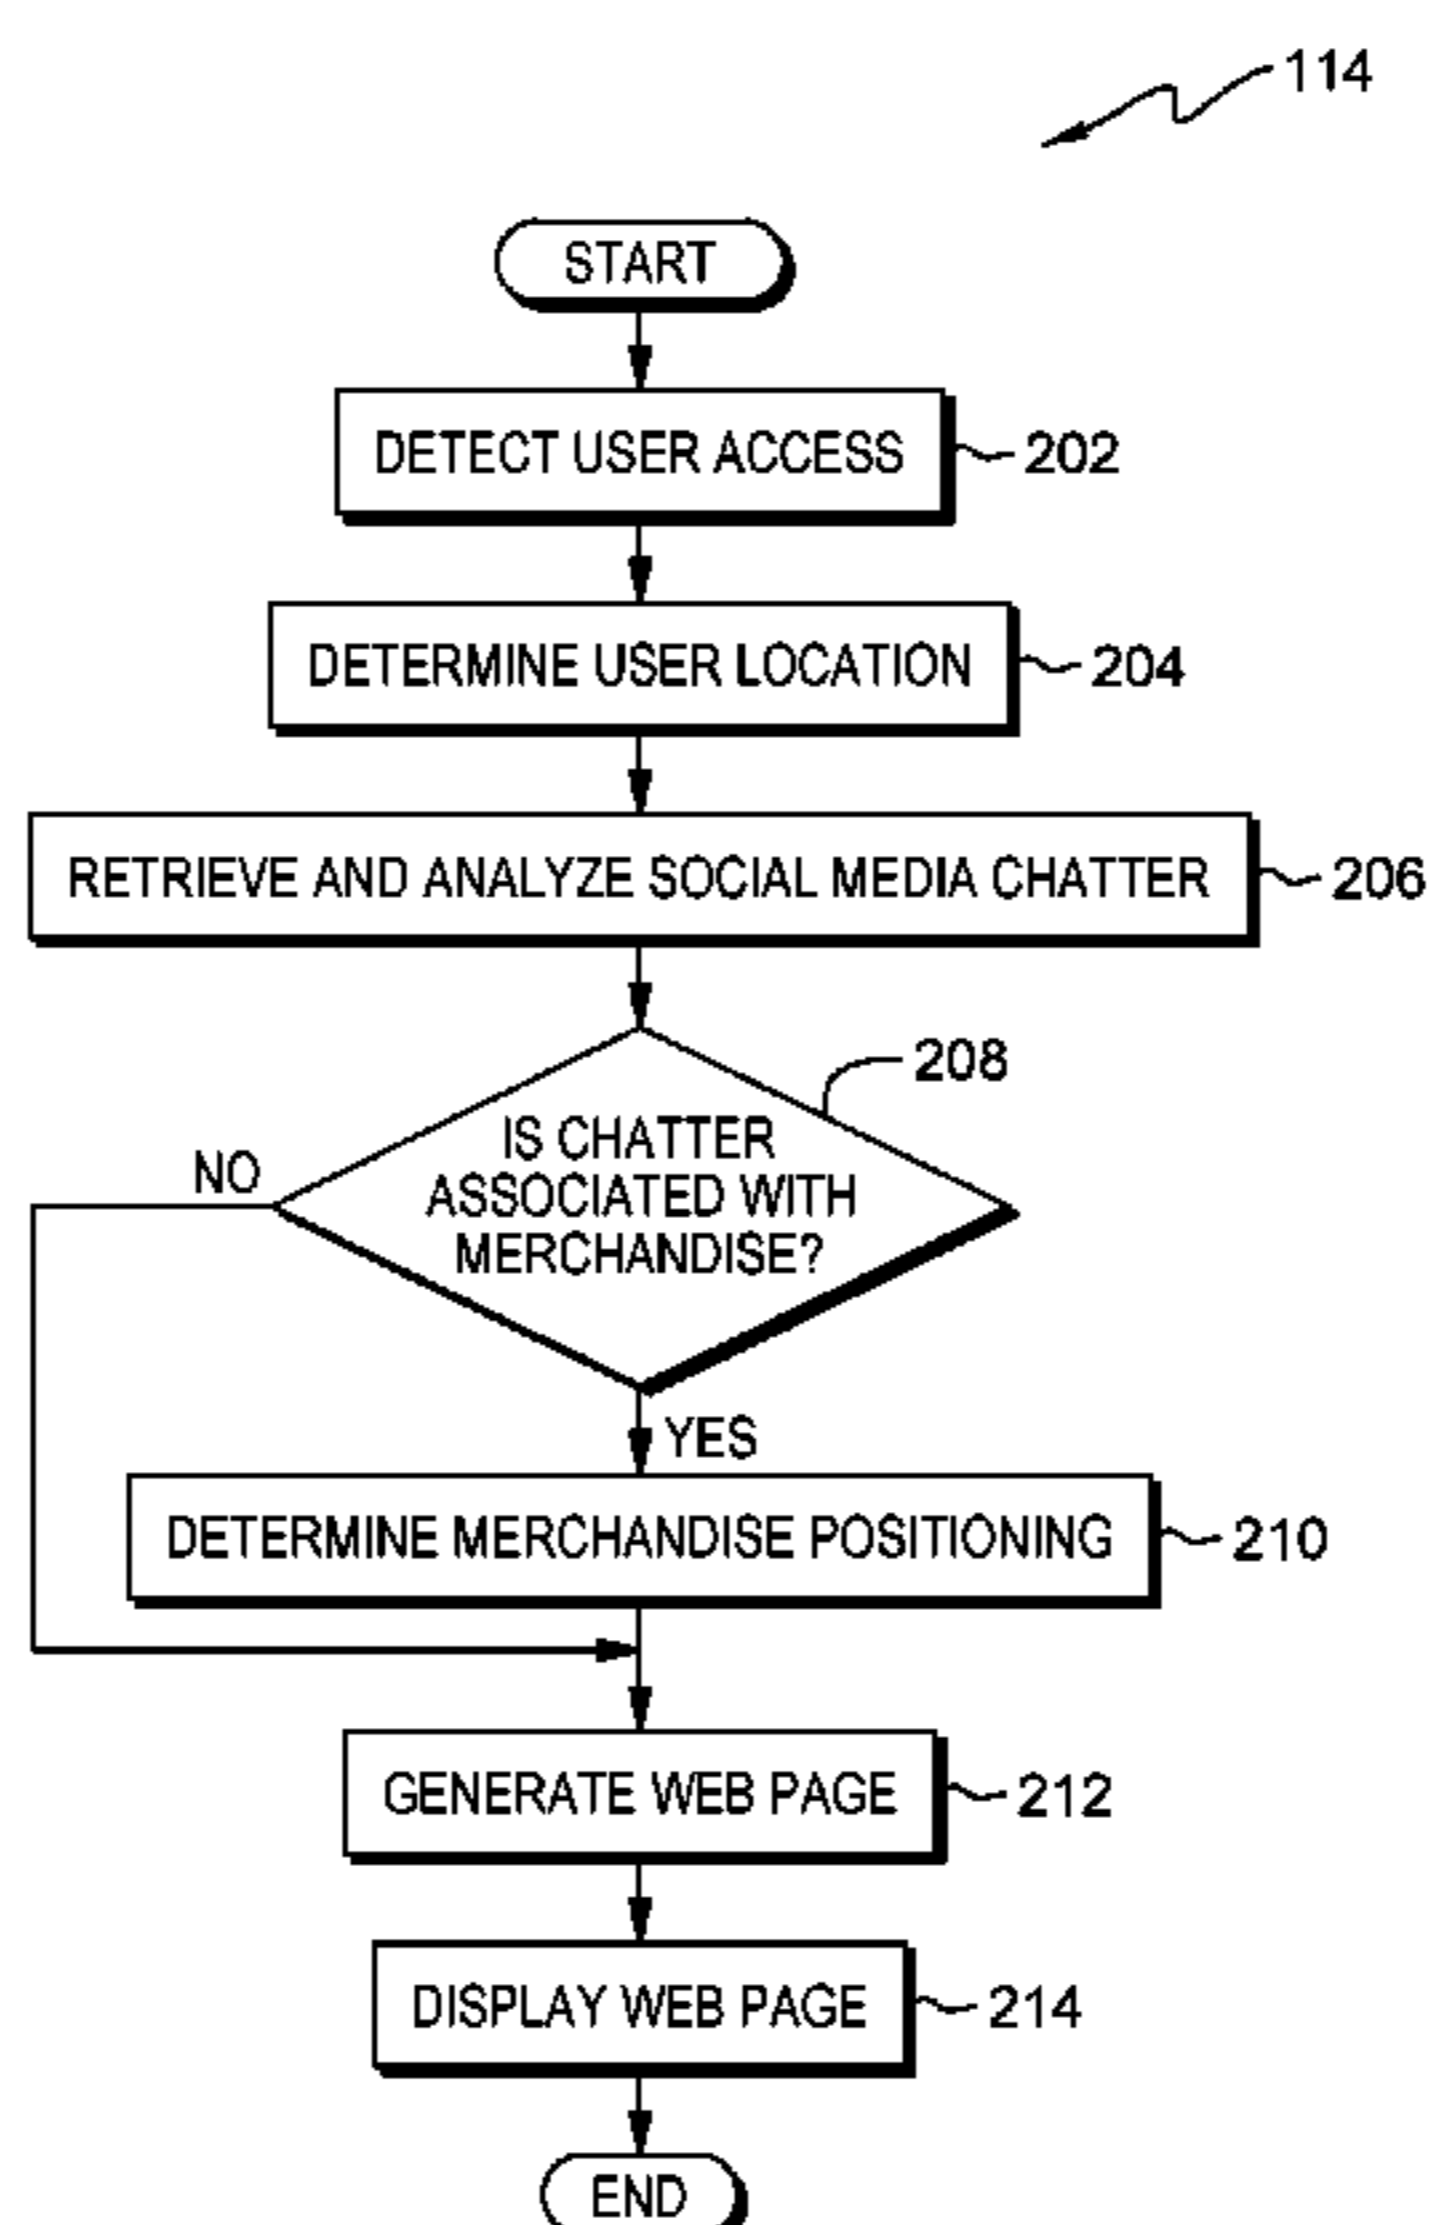 114
START
DETECT USER ACCESS 202
DETERMINE USER LOCATION 204
RETRIEVE AND ANALYZE SOCIAL MEDIA CHATTER 206
208
IS CHATTER
ASSOCIATED WITH
MERCHANDISE?
NO
YES
DETERMINE MERCHANDISE POSITIONING 210
GENERATE WEB PAGE 212
DISPLAY WEB PAGE 214
END